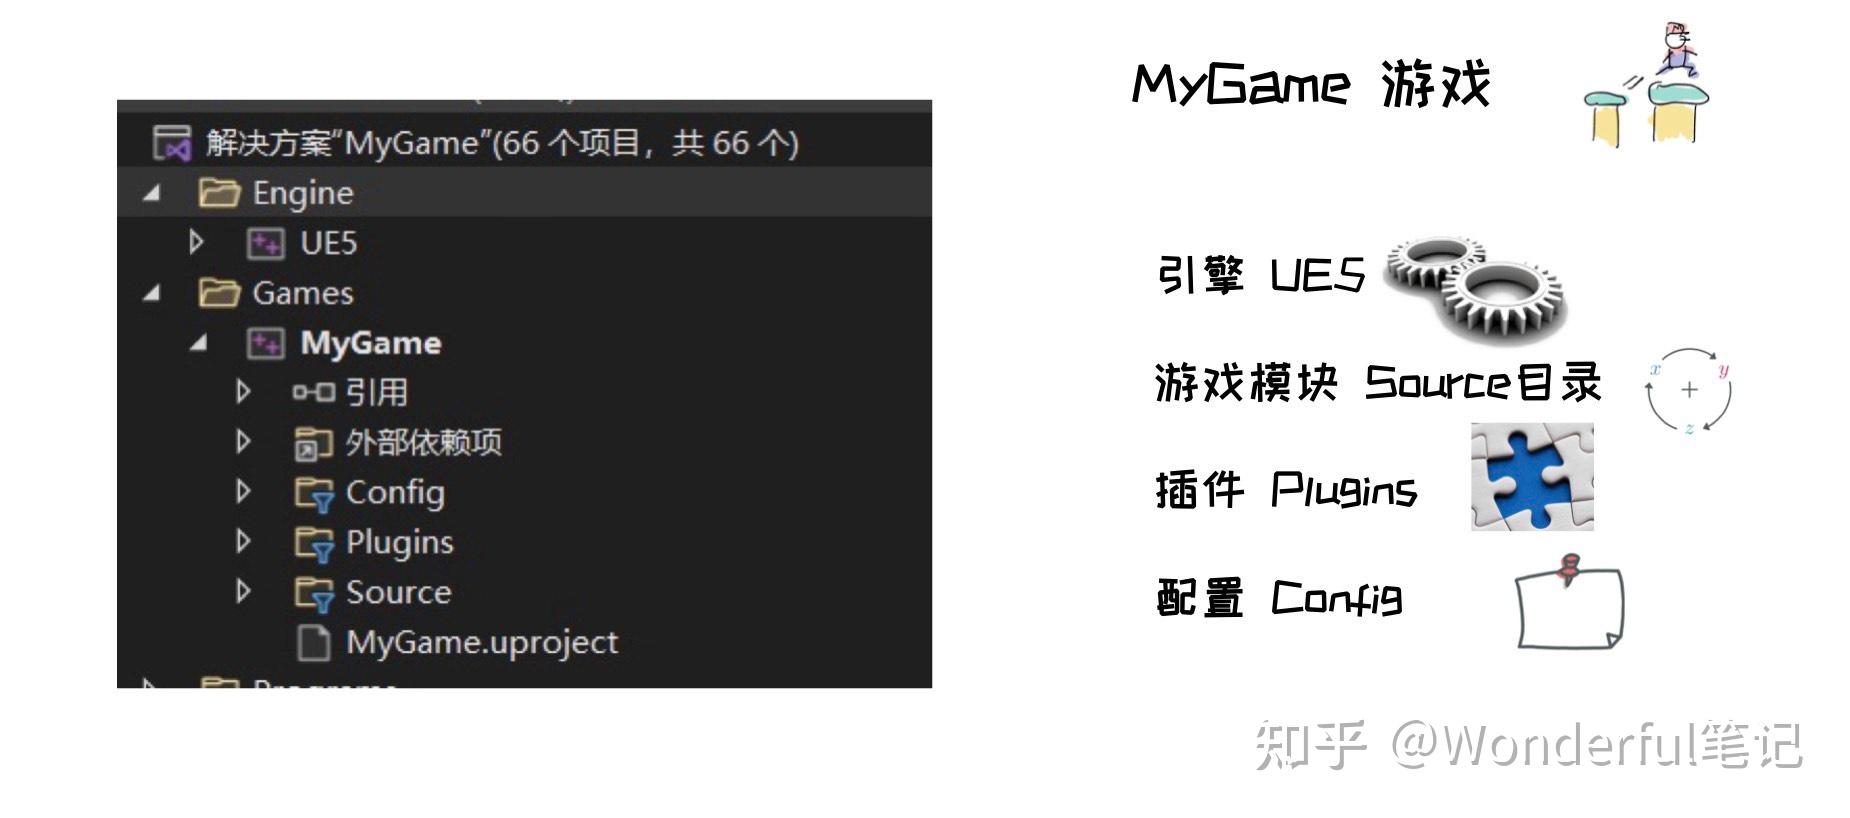 解决方案"MyGame"(66 个项目，共 66 个)
Engine
UE5
Games
MyGame
引用
外部依赖项
Config
Plugins
Source
MyGame.uproject
MyGame 游戏
引擎 UE5
游戏模块 Source目录
x
y
z
插件 Plugins
配置 Config
知乎 @Wonderful笔记